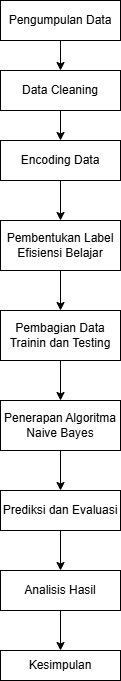 Pengumpulan Data
Data Cleaning
Encoding Data
Pembentukan Label
Efisiensi Belajar
Pembagian Data
Trainin dan Testing
Penerapan Algoritma
Naive Bayes
Prediksi dan Evaluasi
Analisis Hasil
Kesimpulan